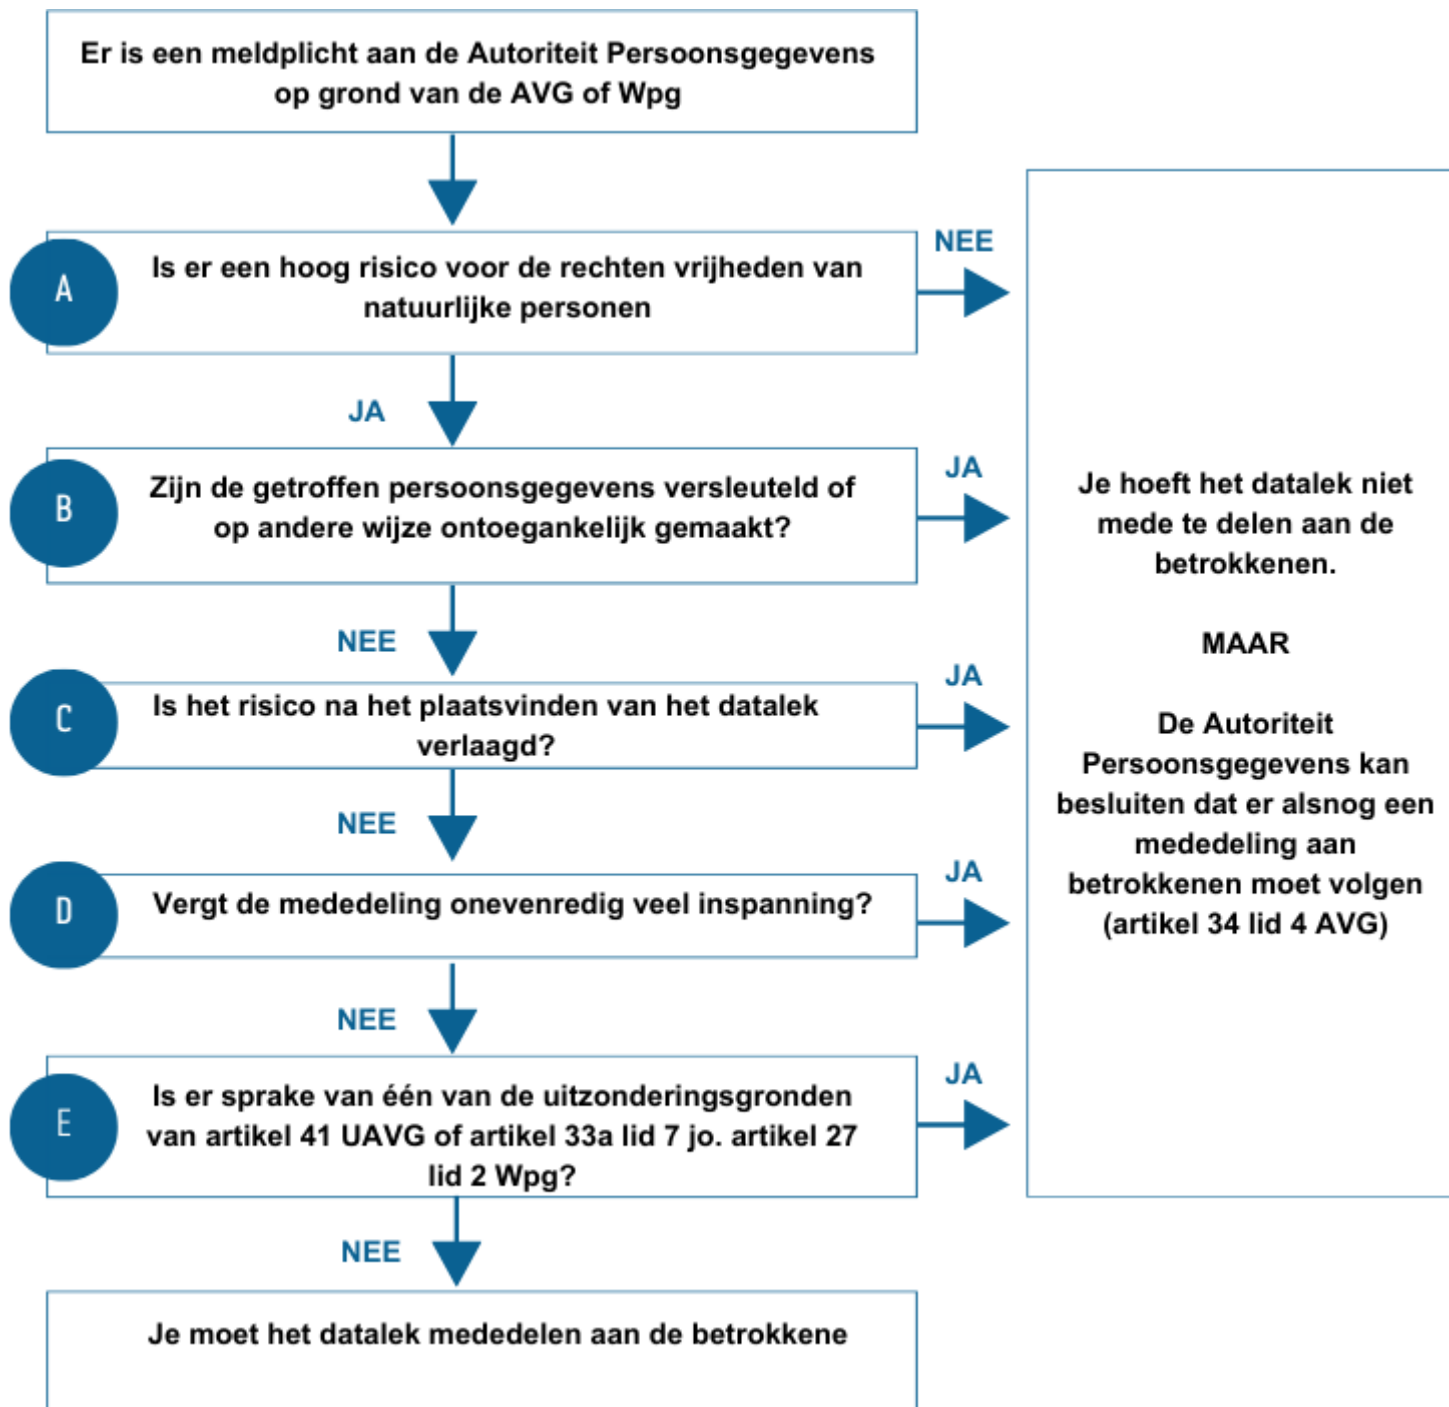 Er is een meldplicht aan de Autoriteit Persoonsgegevens
op grond van de AVG of Wpg
A
Is er een hoog risico voor de rechten vrijheden van
natuurlijke personen
NEE
JA
B
Zijn de getroffen persoonsgegevens versleuteld of
op andere wijze ontoegankelijk gemaakt?
JA
NEE
C
Is het risico na het plaatsvinden van het datalek
verlaagd?
JA
NEE
D
Vergt de mededeling onevenredig veel inspanning?
JA
NEE
E
Is er sprake van één van de uitzonderingsgronden
van artikel 41 UAVG of artikel 33a lid 7 jo. artikel 27
lid 2 Wpg?
JA
NEE
Je moet het datalek mededelen aan de betrokkene
Je hoeft het datalek niet
mede te delen aan de
betrokkenen.
MAAR
De Autoriteit
Persoonsgegevens kan
besluiten dat er alsnog een
mededeling aan
betrokkenen moet volgen
(artikel 34 lid 4 AVG)